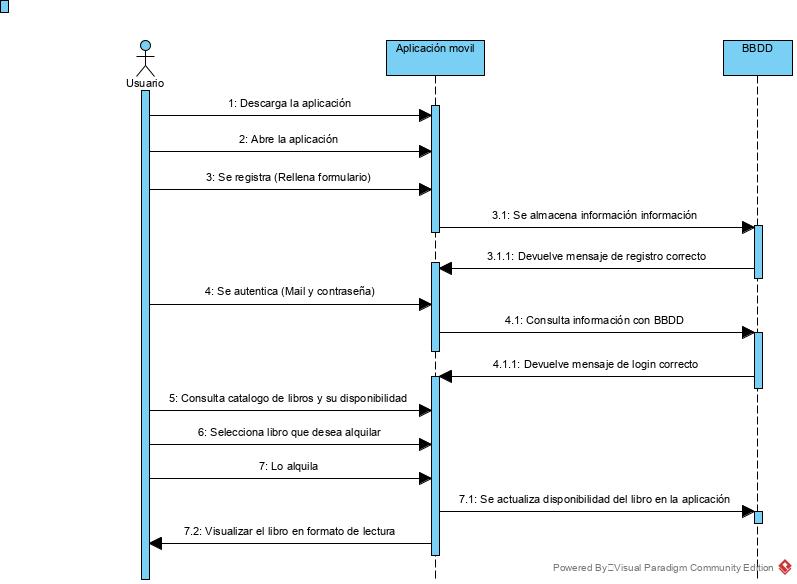 Aplicación movil
BBDD
Usuario
1: Descarga la aplicación
2: Abre la aplicación
3: Se registra (Rellena formulario)
3.1: Se almacena información información
3.1.1: Devuelve mensaje de registro correcto
4: Se autentica (Mail y contraseña)
4.1: Consulta información con BBDD
4.1.1: Devuelve mensaje de login correcto
5: Consulta catalogo de libros y su disponibilidad
6: Selecciona libro que desea alquilar
7: Lo alquila
7.1: Se actualiza disponibilidad del libro en la aplicación
7.2: Visualizar el libro en formato de lectura
Powered By Visual Paradigm Community Edition